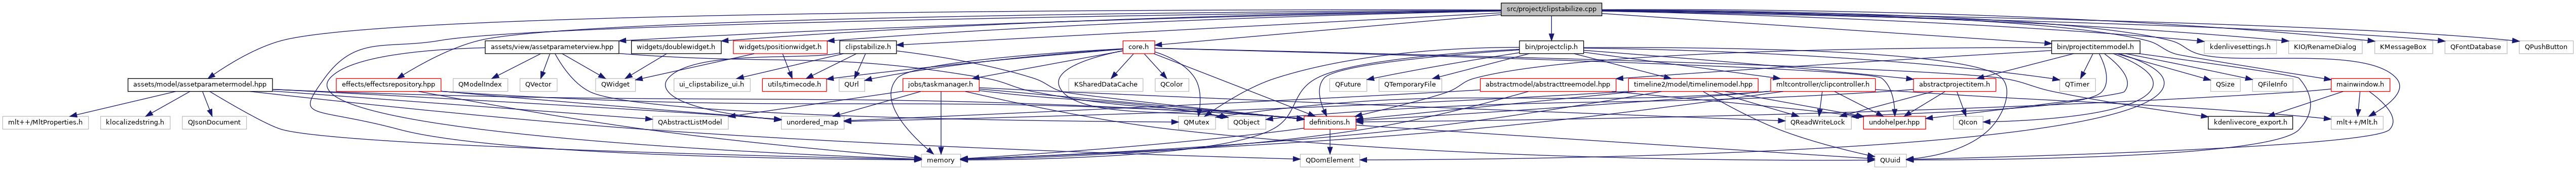 src/project/clipstabilize.cpp
assets/view/assetparameterview.hpp
widgets/doublewidget.h
widgets/positionwidget.h
clipstabilize.h
core.h
bin/projectclip.h
bin/projectitemmodel.h
kdenlivesettings.h
KIO/RenameDialog
KMessageBox
QFontDatabase
QPushButton.h
assets/model/assetparametermodel.hpp
effects/effectsrepository.hpp
QModelIndex
QVector
QWidget
ui_clipstabilize_ui.h
utils/timecode.h
QUrl
jobs/taskmanager.h
KSharedDataCache
QColor
QFuture
QTemporaryFile
abstractmodel/abstracttreemodel.hpp
timeline2/model/timelinemodel.hpp
mltcontroller/clipcontroller.h
abstractprojectitem.h
QTimer
QSize
QFileInfo
mainwindow.h
mlt++/MltProperties.h
klocalizedstring.h
QJsonDocument
QAbstractListModel
unordered_map
QMutex
QObject
definitions.h
QReadWriteLock
undohelper.hpp
QIcon
kdenlivecore_export.h
mlt++/Mlt.h
memory
QDomElement
QUuid